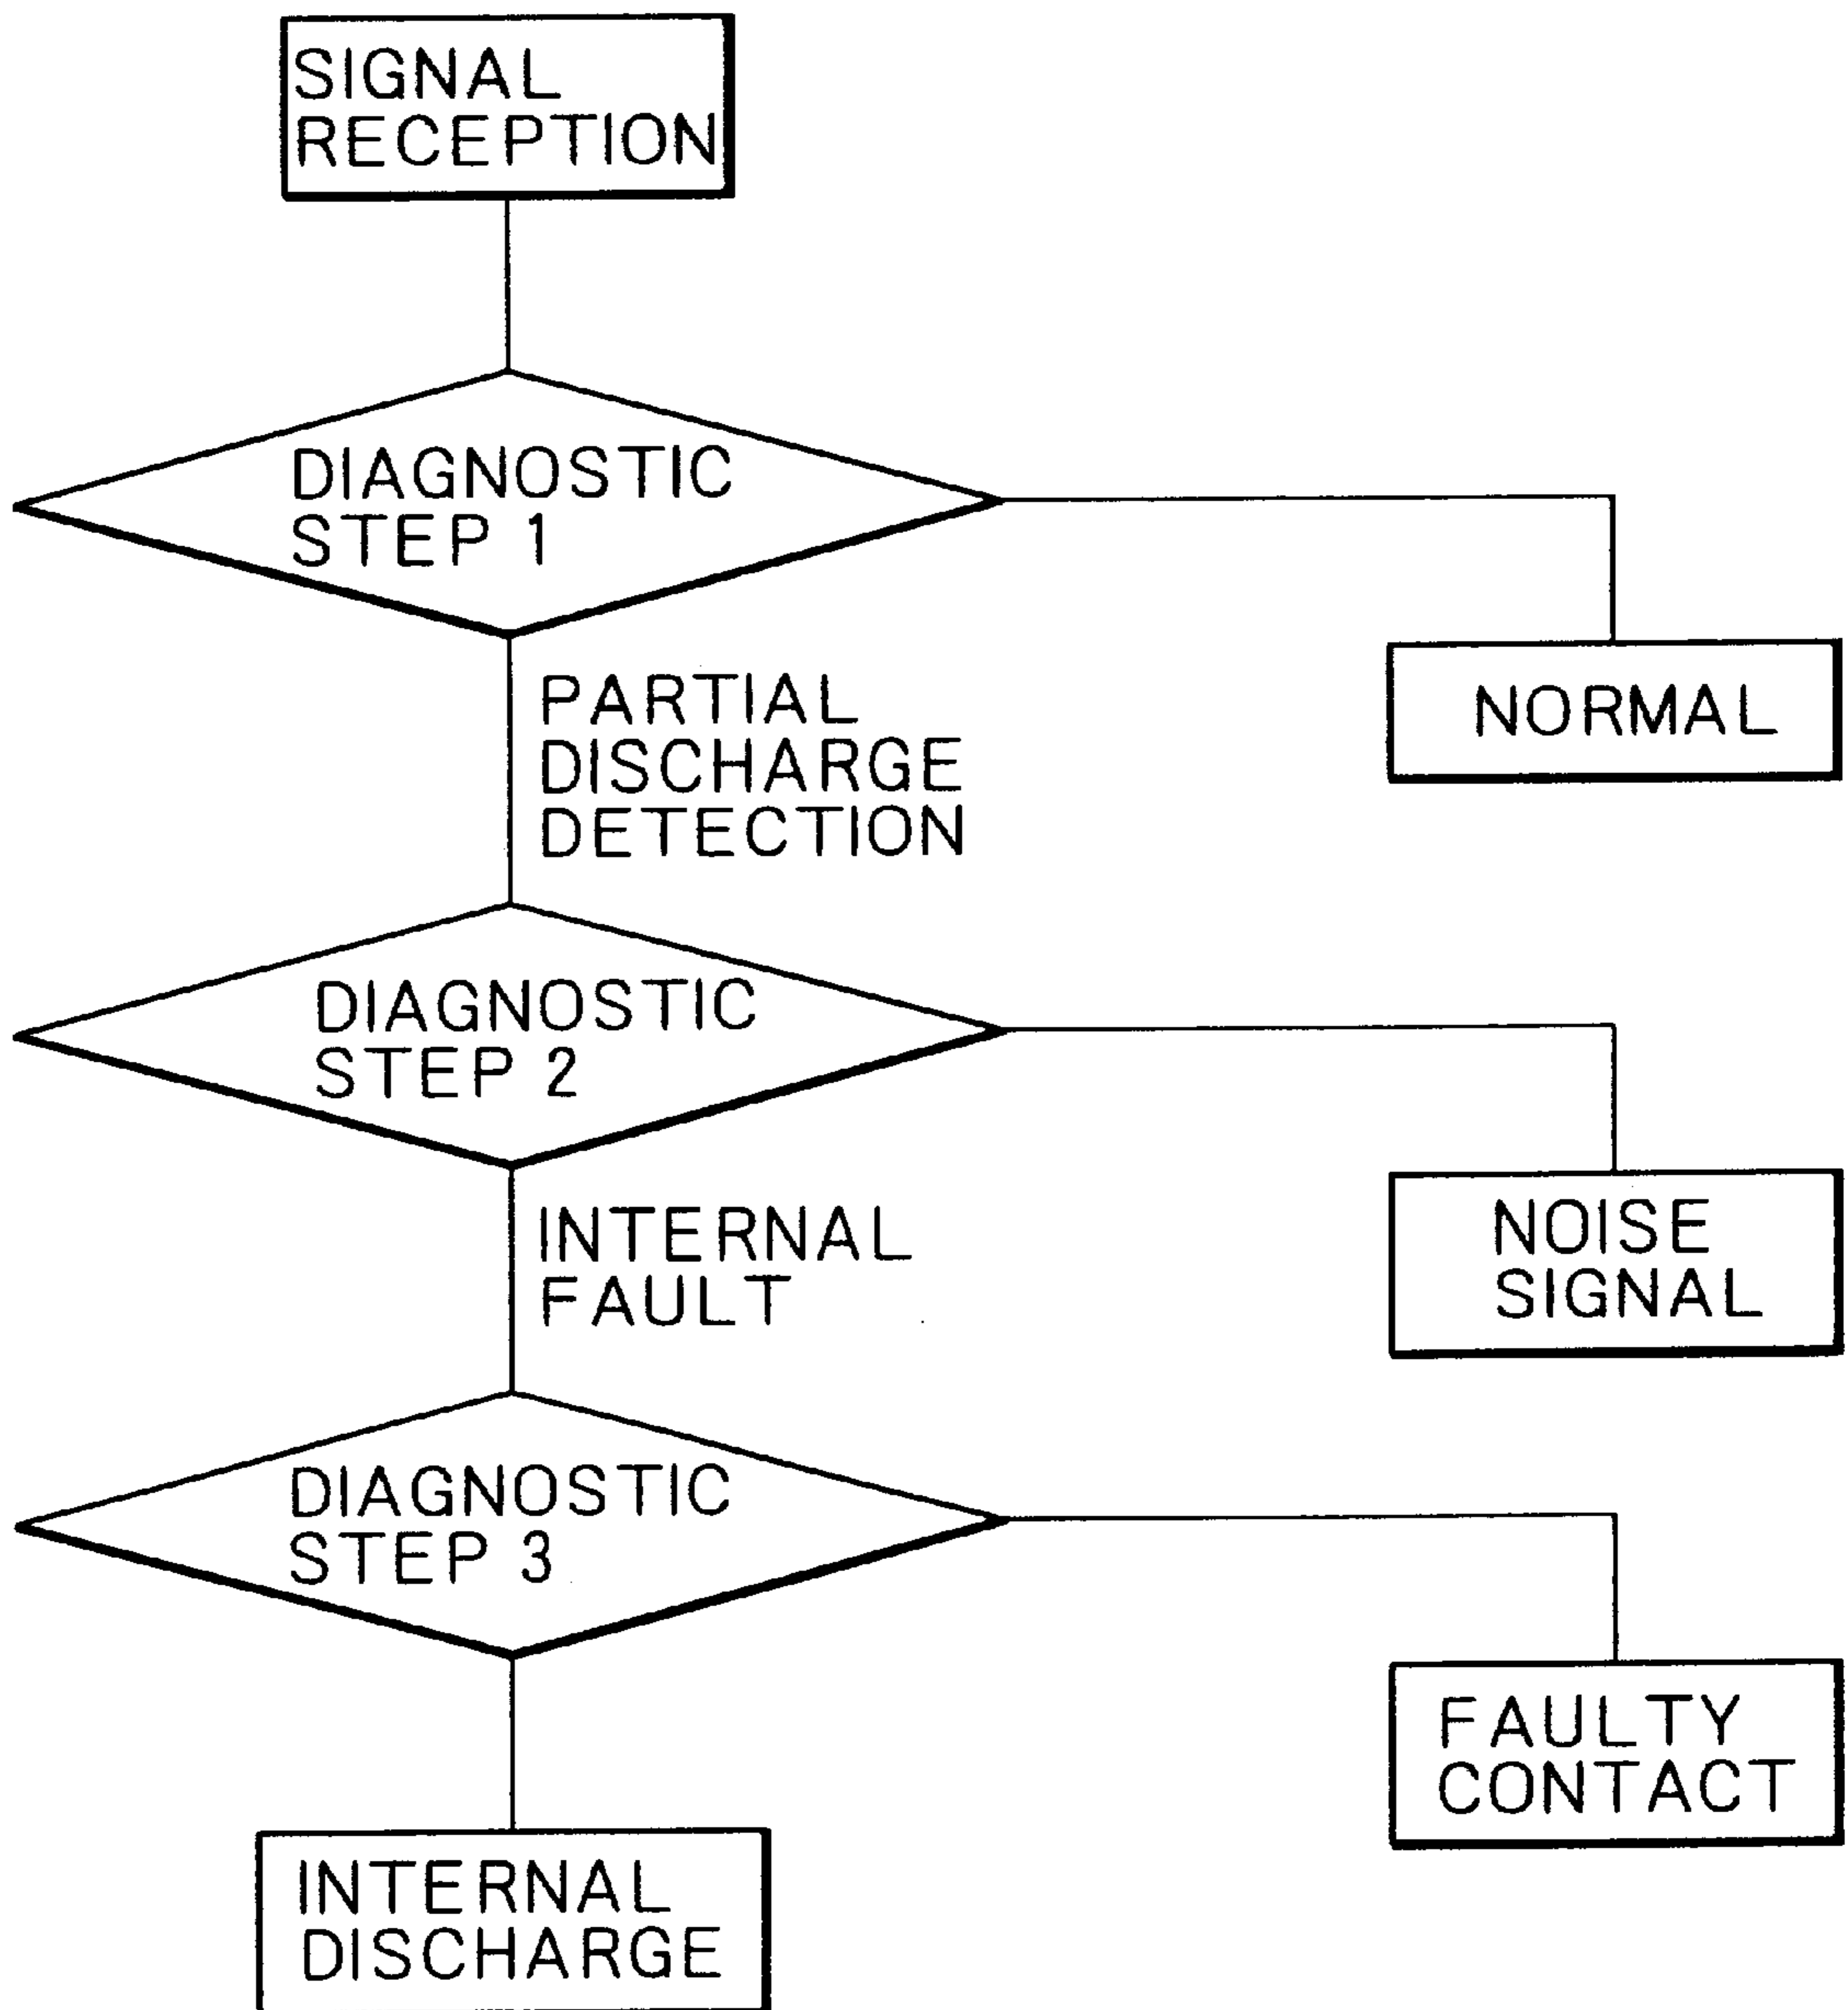 SIGNAL
RECEPTION
DIAGNOSTIC
STEP 1
PARTIAL
DISCHARGE
DETECTION
NORMAL
DIAGNOSTIC
STEP 2
INTERNAL
FAULT
NOISE
SIGNAL
DIAGNOSTIC
STEP 3
FAULTY
CONTACT
INTERNAL
DISCHARGE